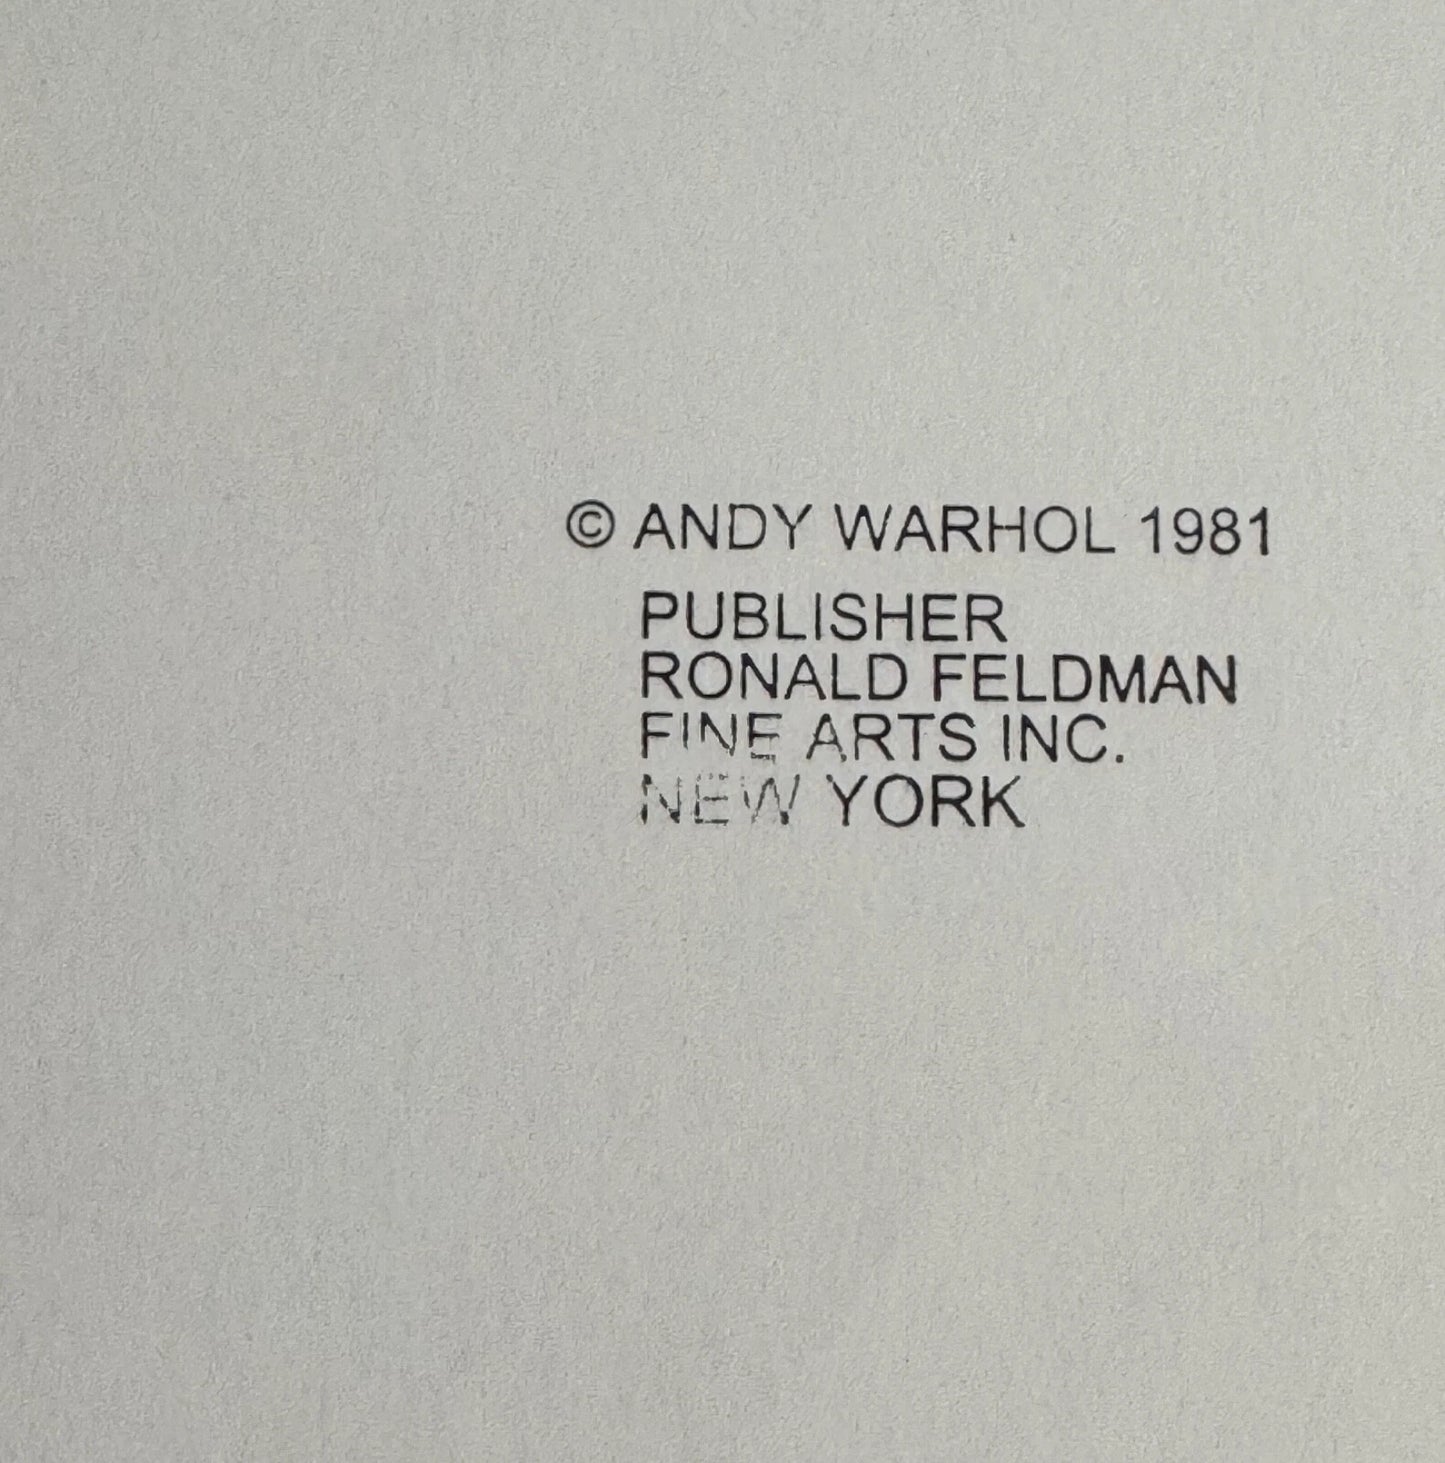 © ANDY WARHOL 1981
PUBLISHER
RONALD FELDMAN
FINE ARTS INC.
NEW YORK